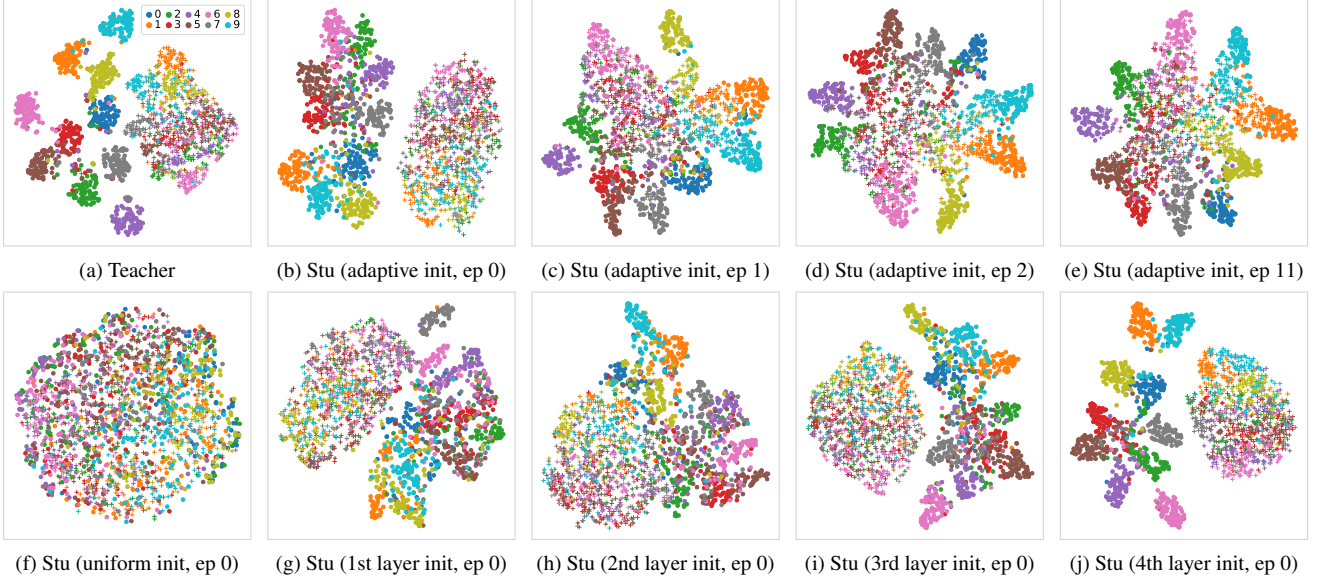 0 2 4 6 8
1 3 5 7 9
(a) Teacher
(b) Stu (adaptive init, ep 0)
(c) Stu (adaptive init, ep 1)
(d) Stu (adaptive init, ep 2)
(e) Stu (adaptive init, ep 11)
(f) Stu (uniform init, ep 0)
(g) Stu (1st layer init, ep 0)
(h) Stu (2nd layer init, ep 0)
(i) Stu (3rd layer init, ep 0)
(j) Stu (4th layer init, ep 0)